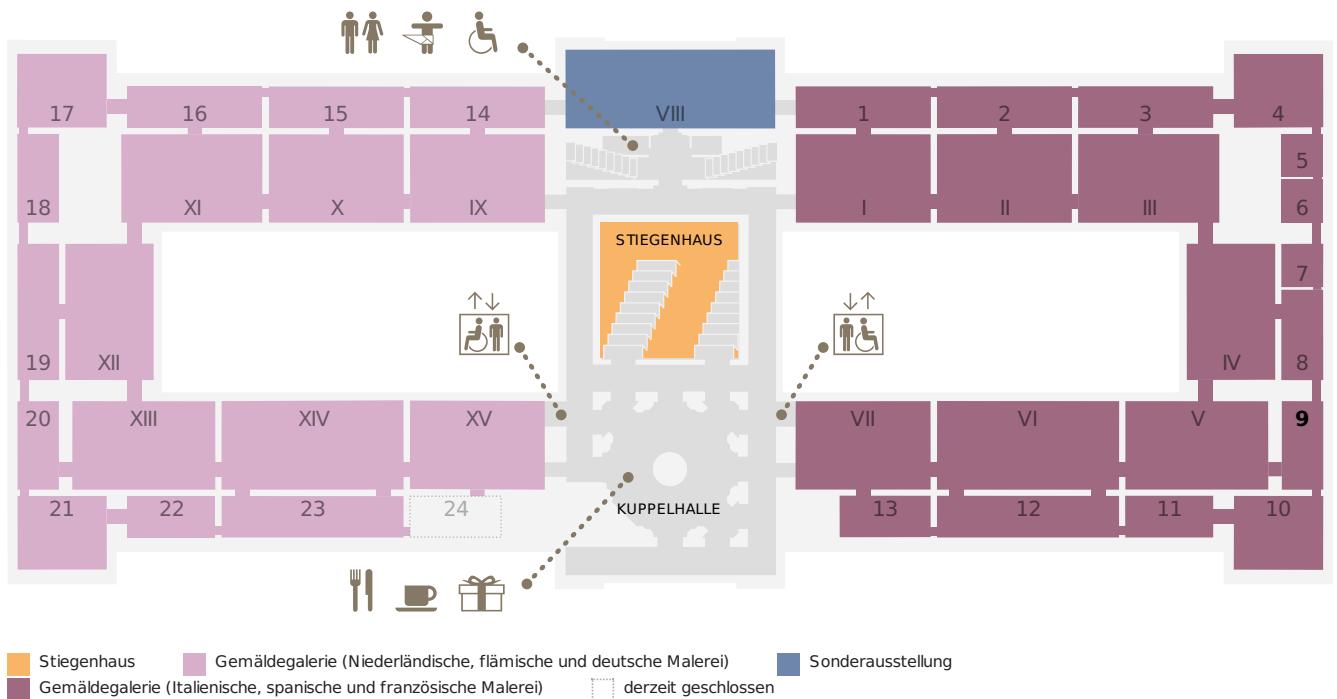 VIII
17
16
15
14
1
2
3
4
5
18
XI
X
IX
I
II
III
6
STIEGENHAUS
7
19
XII
IV
8
20
XIII
XIV
XV
VII
VI
V
9
21
22
23
24
KUPPELHALLE
13
12
11
10
Stiegenhaus
Gemäldegalerie (Niederländische, flämische und deutsche Malerei)
Sonderausstellung
Gemäldegalerie (Italienische, spanische und französische Malerei)
derzeit geschlossen